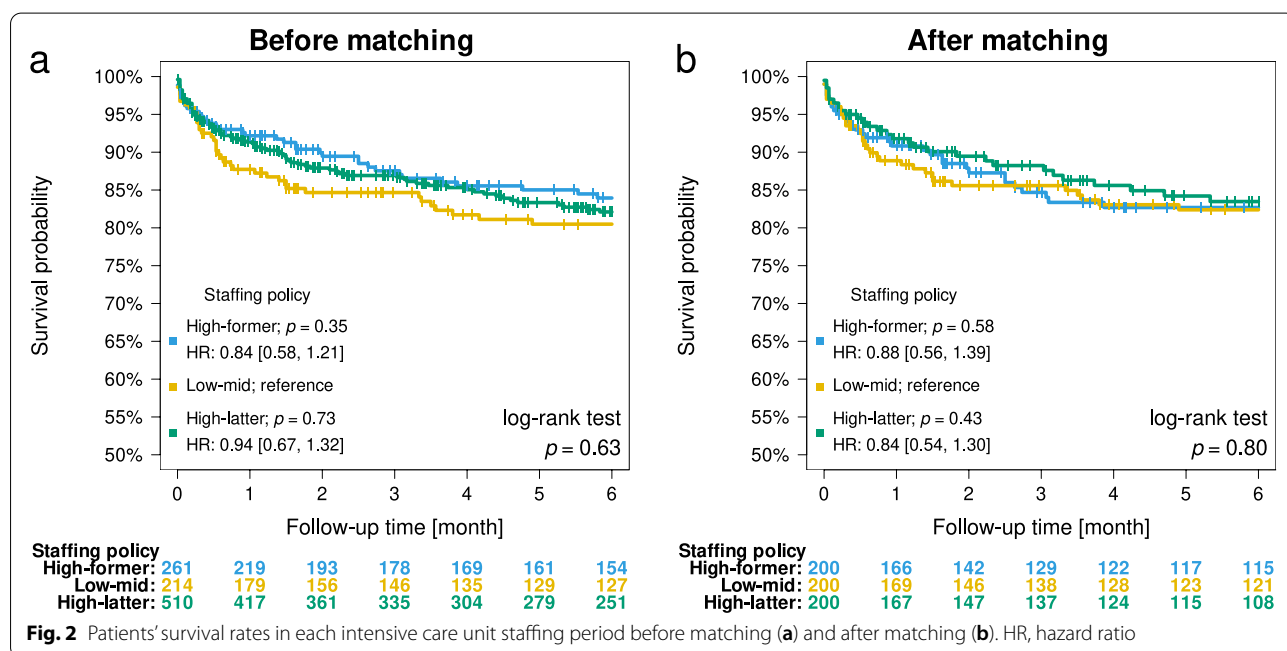 Before matching
a
100%
95%
90%
85%
80%
75%
70%
65%
60%
55%
50%
Survival probability
Staffing policy
High-former; p = 0.35
HR: 0.84 [0.58, 1.21]
Low-mid; reference
High-latter; p = 0.73
HR: 0.94 [0.67, 1.32]
log-rank test
p = 0.63
0 1 2 3 4 5 6
Follow-up time [month]
Staffing policy
High-former: 261 219 193 178 169 161 154
Low-mid: 214 179 156 146 135 129 127
High-latter: 510 417 361 335 304 279 251
After matching
b
100%
95%
90%
85%
80%
75%
70%
65%
60%
55%
50%
Survival probability
Staffing policy
High-former; p = 0.58
HR: 0.88 [0.56, 1.39]
Low-mid; reference
High-latter; p = 0.43
HR: 0.84 [0.54, 1.30]
log-rank test
p = 0.80
0 1 2 3 4 5 6
Follow-up time [month]
Staffing policy
High-former: 200 166 142 129 122 117 115
Low-mid: 200 169 146 138 128 123 121
High-latter: 200 167 147 137 124 115 108
Fig. 2 Patients' survival rates in each intensive care unit staffing period before matching (a) and after matching (b). HR, hazard ratio